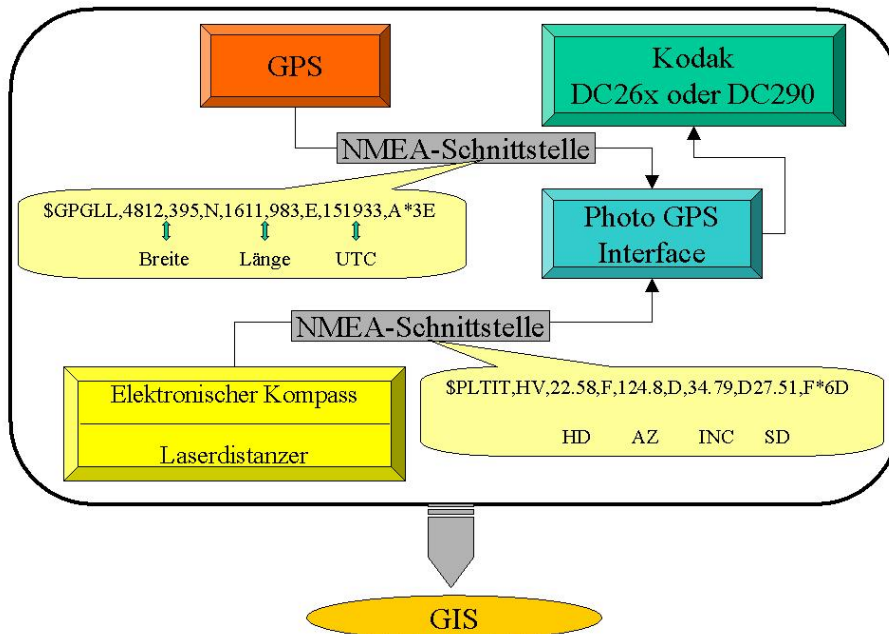 GPS
Kodak
DC26x oder DC290
NMEA-Schnittstelle
$GPGLL,4812,395,N,1611,983,E,151933,A*3E
Breite Länge UTC
Photo GPS
Interface
NMEA-Schnittstelle
Elektronischer Kompass
Laserdistanzer
$PLTIT,HV,22.58,F,124.8,D,34.79,D27.51,F*6D
HD AZ INC SD
GIS